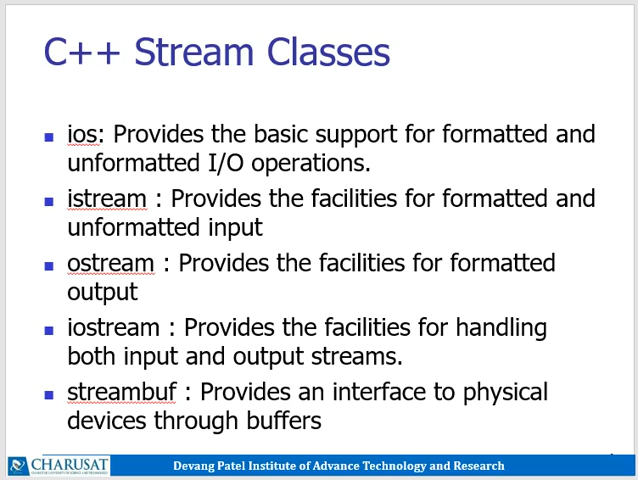 C++ Stream Classes
ios: Provides the basic support for formatted and
unformatted I/O operations.
istream : Provides the facilities for formatted and
unformatted input
ostream : Provides the facilities for formatted
output
iostream : Provides the facilities for handling
both input and output streams.
streambuf : Provides an interface to physical
devices through buffers
CHARUSAT
Devang Patel Institute of Advance Technology and Research